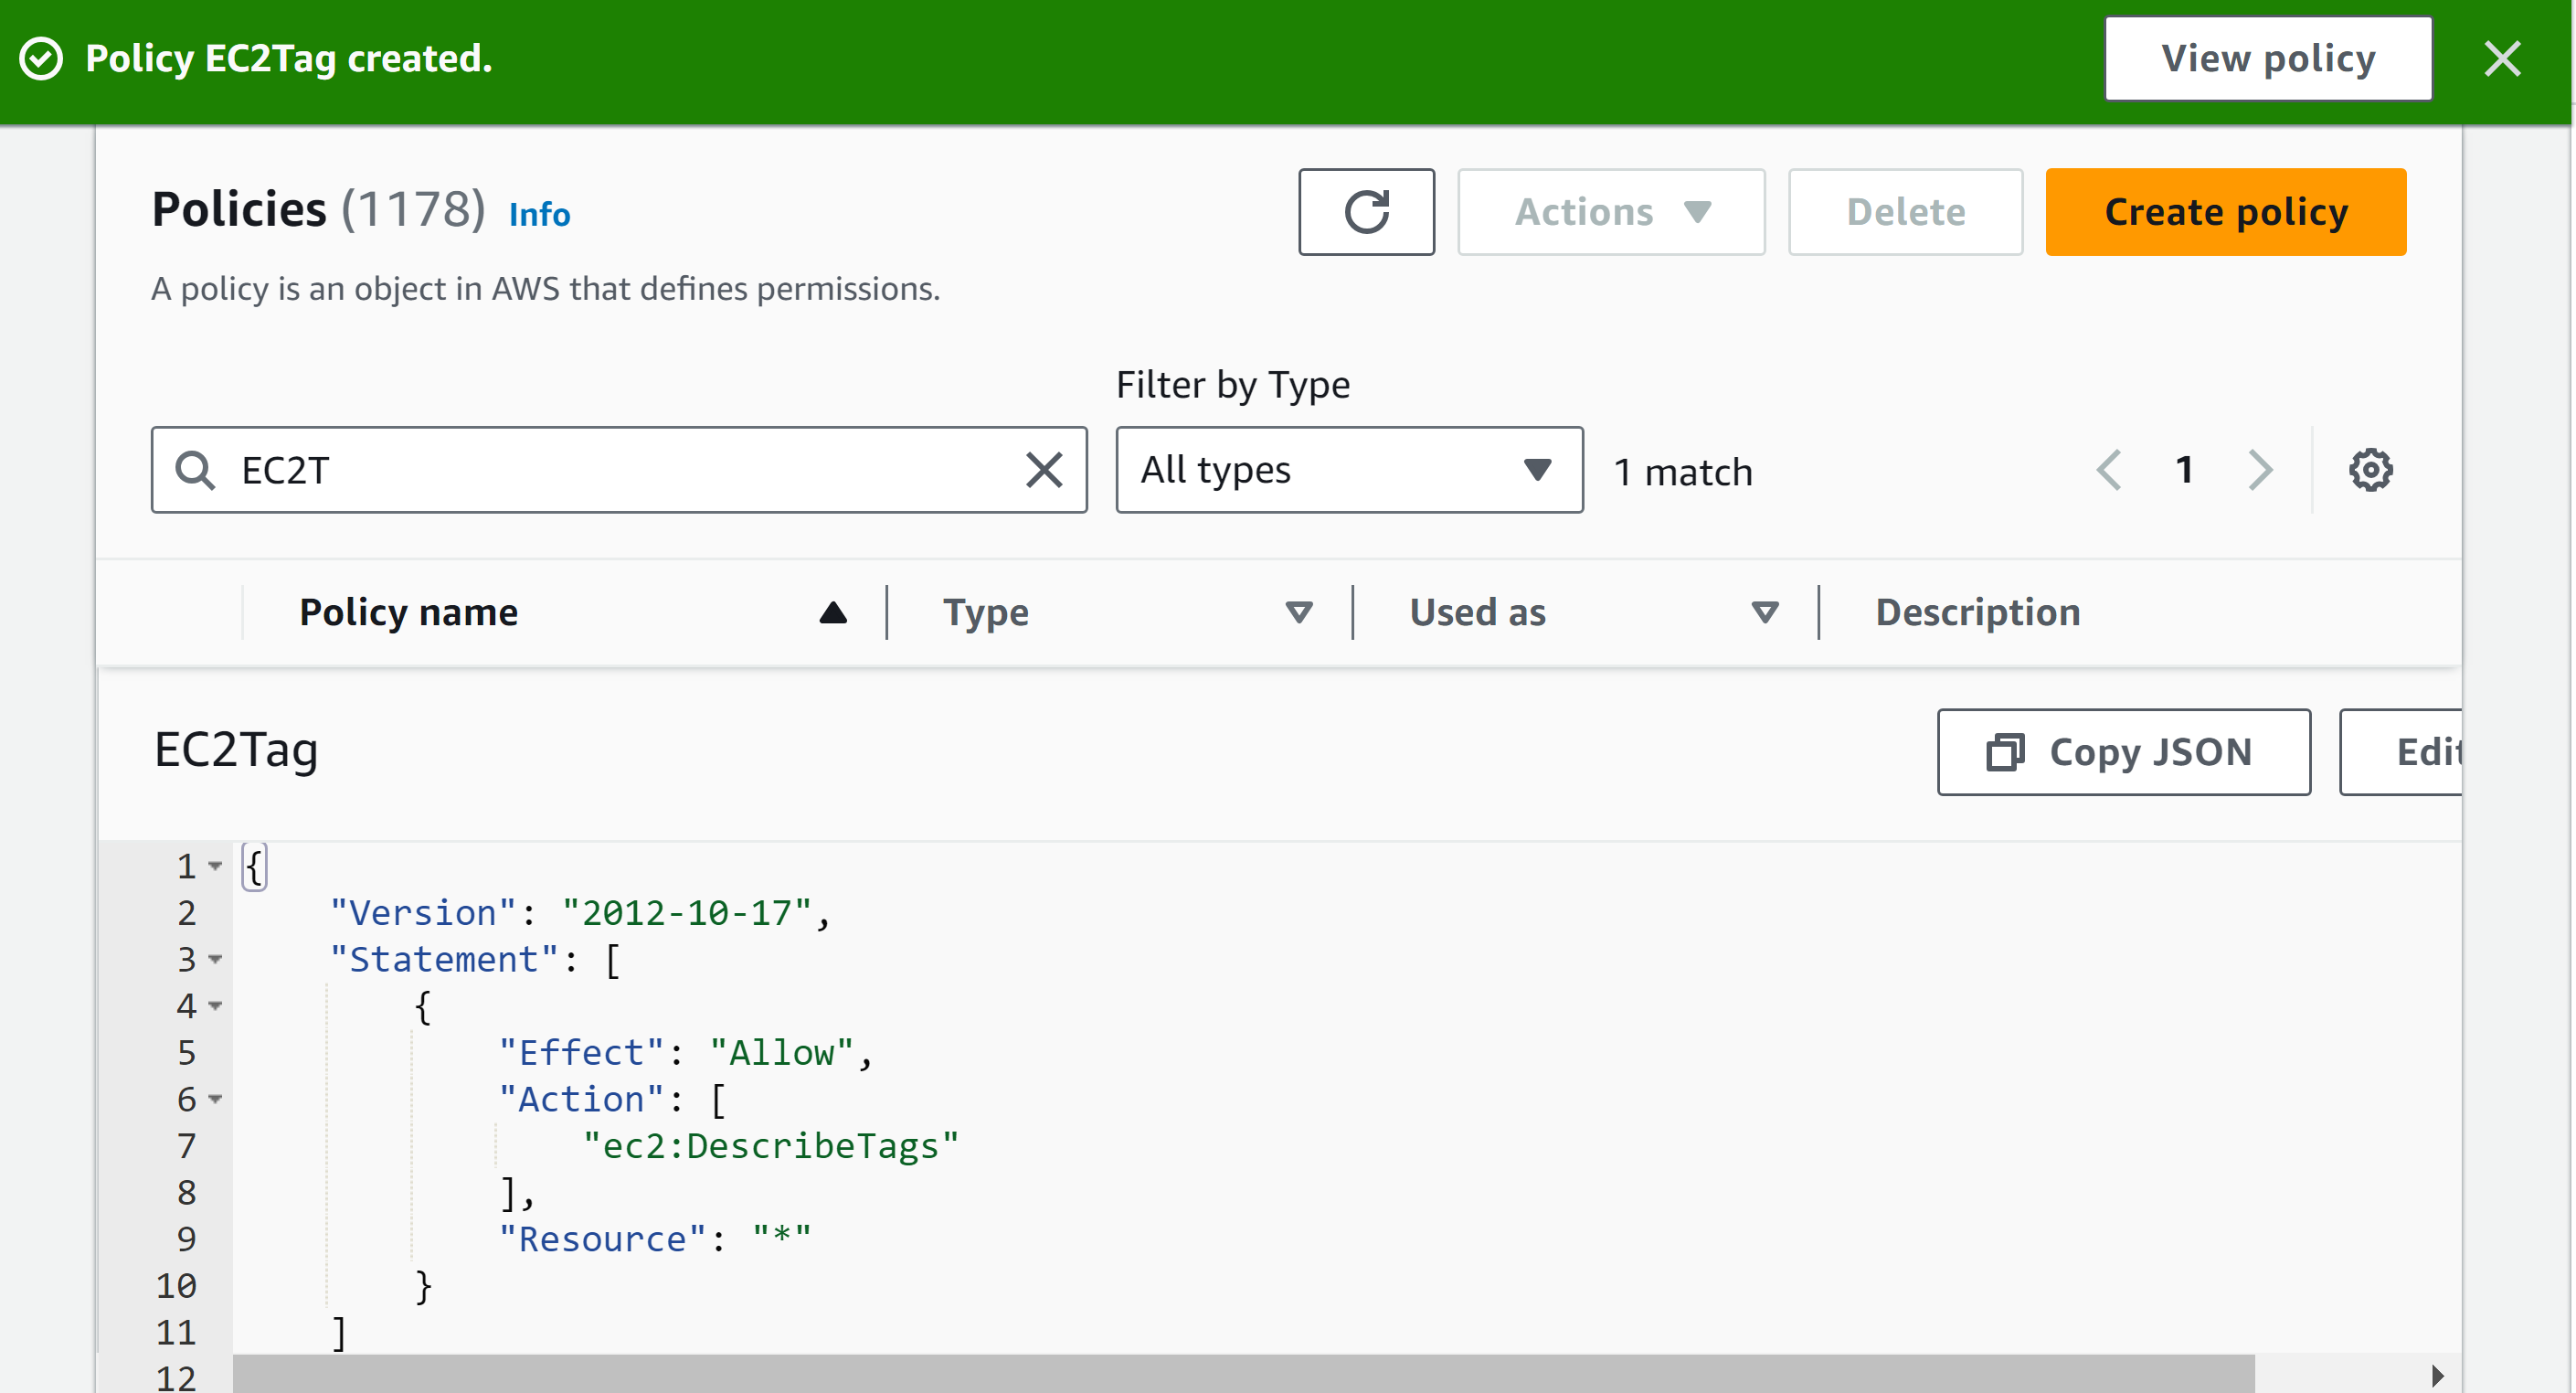 Policy EC2Tag created.
View policy
Policies (1178) Info
Actions
Delete
Create policy
A policy is an object in AWS that defines permissions.
Filter by Type
EC2T
All types
1 match
1
Policy name
Type
Used as
Description
EC2Tag
Copy JSON
Edit
1 {
2 "Version": "2012-10-17",
3 "Statement": [
4 {
5 "Effect": "Allow",
6 "Action": [
7 "ec2:DescribeTags"
8 ],
9 "Resource": "*"
10 }
11 ]
12